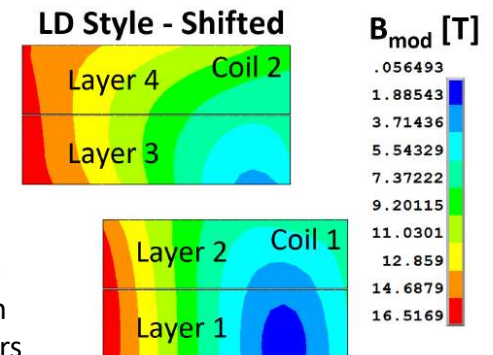 LD Style - Shifted
B_mod [T]
Layer 4
Coil 2
Layer 3
Layer 2
Coil 1
Layer 1
.056493
1.88543
3.71436
5.54329
7.37222
9.20115
11.0301
12.859
14.6879
16.5169